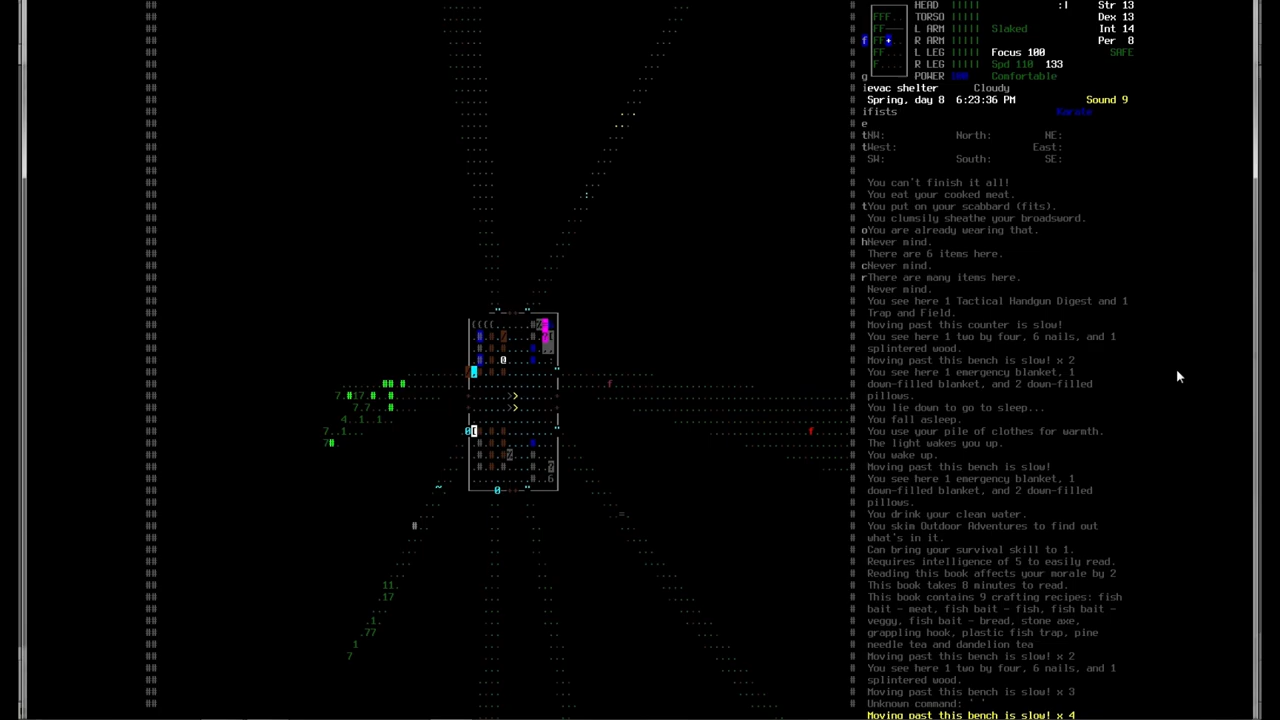 HEAD ||||| :| Str 13
TORSO ||||| Dex 13
L ARM ||||| Slaked Int 14
R ARM ||||| Per 8
L LEG ||||| Focus 100 SAFE
R LEG ||||| Spd 110 133
POWER 100 Comfortable
evac shelter Cloudy
Spring, day 8 6:23:36 PM Sound 9
fists Karate
NW: North: NE:
West: East:
SW: South: SE:
You can't finish it all!
You eat your cooked meat.
You put on your scabbard (fits).
You clumsily sheathe your broadsword.
You are already wearing that.
Never mind.
There are 6 items here.
Never mind.
There are many items here.
Never mind.
You see here 1 Tactical Handgun Digest and 1
Trap and Field.
Moving past this counter is slow!
You see here 1 two by four, 6 nails, and 1
splintered wood.
Moving past this bench is slow! x 2
You see here 1 emergency blanket, 1
down-filled blanket, and 2 down-filled
pillows.
You lie down to go to sleep...
You fall asleep.
You use your pile of clothes for warmth.
The light wakes you up.
You wake up.
Moving past this bench is slow!
You see here 1 emergency blanket, 1
down-filled blanket, and 2 down-filled
pillows.
You drink your clean water.
You skim Outdoor Adventures to find out
what's in it.
Can bring your survival skill to 1.
Requires intelligence of 5 to easily read.
Reading this book affects your morale by 2
This book takes 8 minutes to read.
This book contains 9 crafting recipes: fish
bait - meat, fish bait - fish, fish bait -
veggy, fish bait - bread, stone axe,
grappling hook, plastic fish trap, pine
needle tea and dandelion tea
Moving past this bench is slow! x 2
You see here 1 two by four, 6 nails, and 1
splintered wood.
Moving past this bench is slow! x 3
Unknown command: ' '
Moving past this bench is slow! x 4